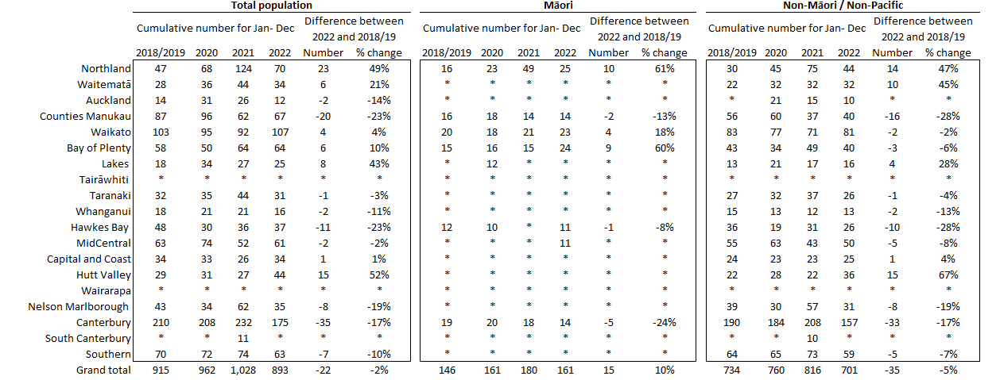 Total population Māori Non-Māori / Non-Pacific
Cumulative number for Jan- Dec Difference between 2022 and 2018/19 Cumulative number for Jan- Dec Difference between 2022 and 2018/19 Cumulative number for Jan- Dec Difference between 2022 and 2018/19
2018/2019 2020 2021 2022 Number % change 2018/2019 2020 2021 2022 Number % change 2018/2019 2020 2021 2022 Number % change
Northland 47 68 124 70 23 49% 16 23 49 25 10 61% 30 45 75 44 14 47%
Waitematā 28 36 44 34 6 21% * * * * * * 22 32 32 32 10 45%
Auckland 14 31 26 12 -2 -14% * * * * * * * 21 15 10 * *
Counties Manukau 87 96 62 67 -20 -23% 16 18 14 14 -2 -13% 56 60 37 40 -16 -28%
Waikato 103 95 92 107 4 4% 20 18 21 23 4 18% 83 77 71 81 -2 -2%
Bay of Plenty 58 50 64 64 6 10% 15 16 15 24 9 60% 43 34 49 40 -3 -6%
Lakes 18 34 27 25 8 43% * 12 * * * * 13 21 17 16 4 28%
Tairāwhiti * * * * * * * * * * * * * * * * * *
Taranaki 32 35 44 31 -1 -3% * * * * * * 27 32 37 26 -1 -4%
Whanganui 18 21 21 16 -2 -11% * * * * * * 15 13 12 13 -2 -13%
Hawkes Bay 48 30 36 37 -11 -23% 12 10 * 11 -1 -8% 36 19 31 26 -10 -28%
MidCentral 63 74 52 61 -2 -2% * * * 11 * * 55 63 43 50 -5 -8%
Capital and Coast 34 33 26 34 1 1% * * * * * * 24 23 23 25 1 4%
Hutt Valley 29 31 27 44 15 52% * * * * * * 22 28 22 36 15 67%
Wairarapa * * * * * * * * * * * * * * * * * *
Nelson Marlborough 43 34 62 35 -8 -19% * * * * * * 39 30 57 31 -8 -19%
Canterbury 210 208 232 175 -35 -17% 19 20 18 14 -5 -24% 190 184 208 157 -33 -17%
South Canterbury * * 11 * * * * * * * * * * * 10 * * *
Southern 70 72 74 63 -7 -10% * * * * * * 64 65 73 59 -5 -7%
Grand total 915 962 1,028 893 -22 -2% 146 161 180 161 15 10% 734 760 816 701 -35 -5%